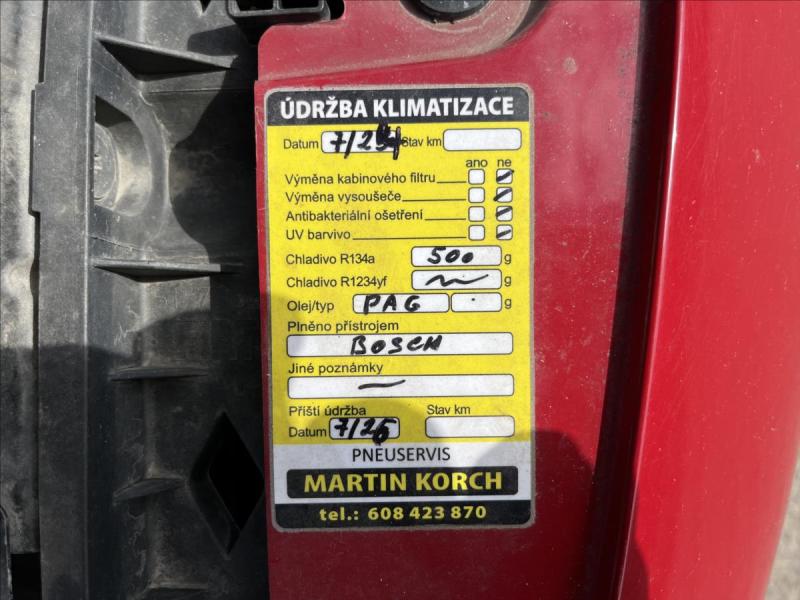 ÚDRŽBA KLIMATIZACE
Datum 7/24 Stav km
ano ne
Výměna kabinového filtru
Výměna vysoušeče
Antibakteriální ošetření
UV barvivo
Chladivo R134a 500 g
Chladivo R1234yf g
Olej/typ PAG g
Plněno přístrojem
BOSCH
Jiné poznámky
Příští údržba Stav km
Datum 7/26
PNEUSERVIS
MARTIN KORCH
tel.: 608 423 870